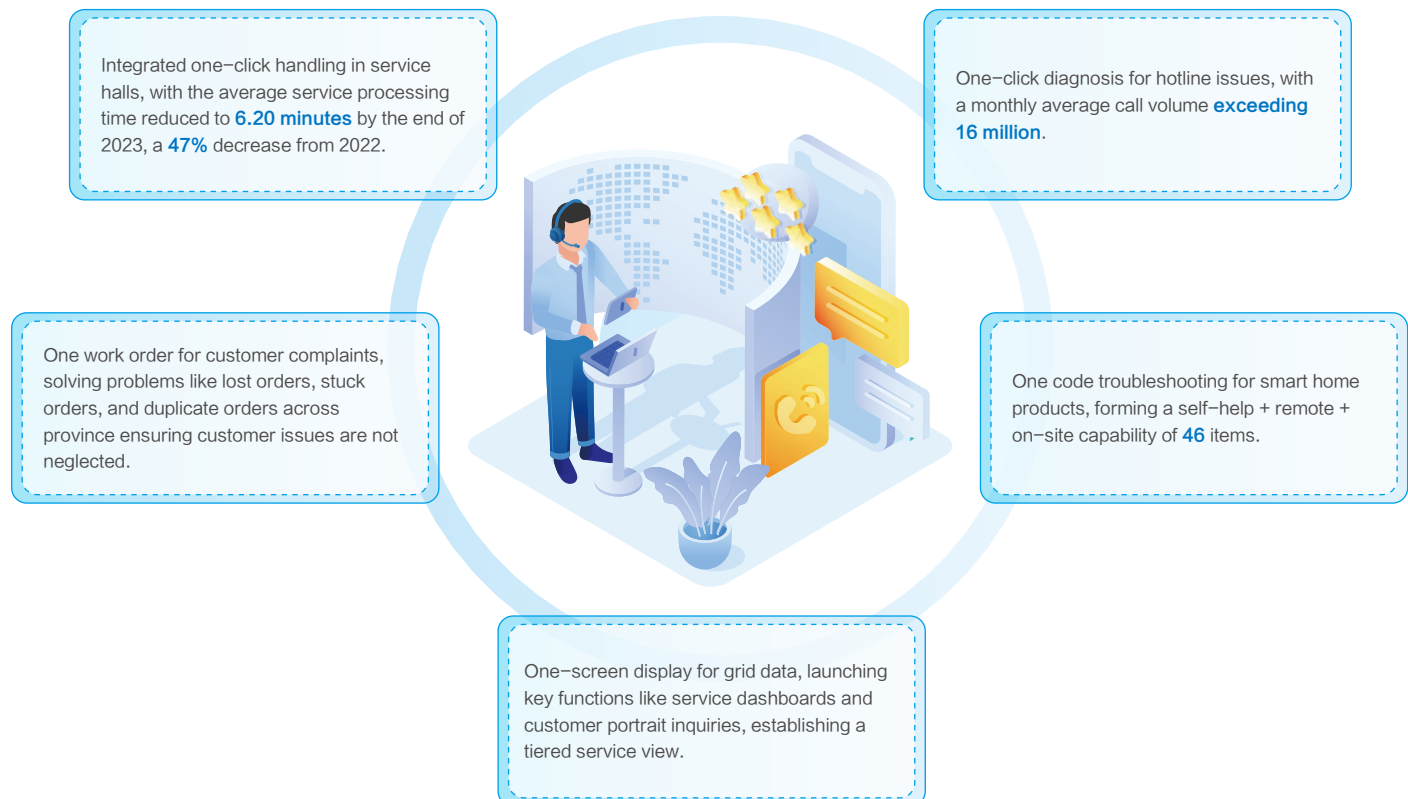 Integrated one-click handling in service
halls, with the average service processing
time reduced to 6.20 minutes by the end of
2023, a 47% decrease from 2022.
One-click diagnosis for hotline issues, with
a monthly average call volume exceeding
16 million.
One work order for customer complaints,
solving problems like lost orders, stuck
orders, and duplicate orders across
province ensuring customer issues are not
neglected.
One code troubleshooting for smart home
products, forming a self-help + remote +
on-site capability of 46 items.
One-screen display for grid data, launching
key functions like service dashboards and
customer portrait inquiries, establishing a
tiered service view.